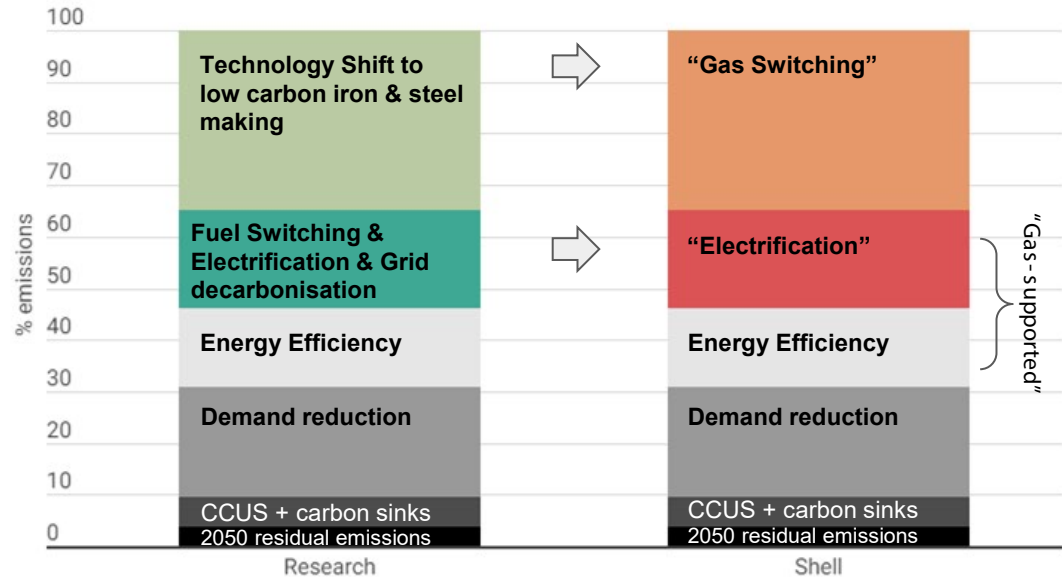 100
90
80
70
60
50
40
30
20
10
0
% emissions
Technology Shift to
low carbon iron & steel
making
Fuel Switching &
Electrification & Grid
decarbonisation
Energy Efficiency
Demand reduction
CCUS + carbon sinks
2050 residual emissions
Research
“Gas Switching”
“Electrification”
Energy Efficiency
Demand reduction
CCUS + carbon sinks
2050 residual emissions
Shell
“Gas-supported”